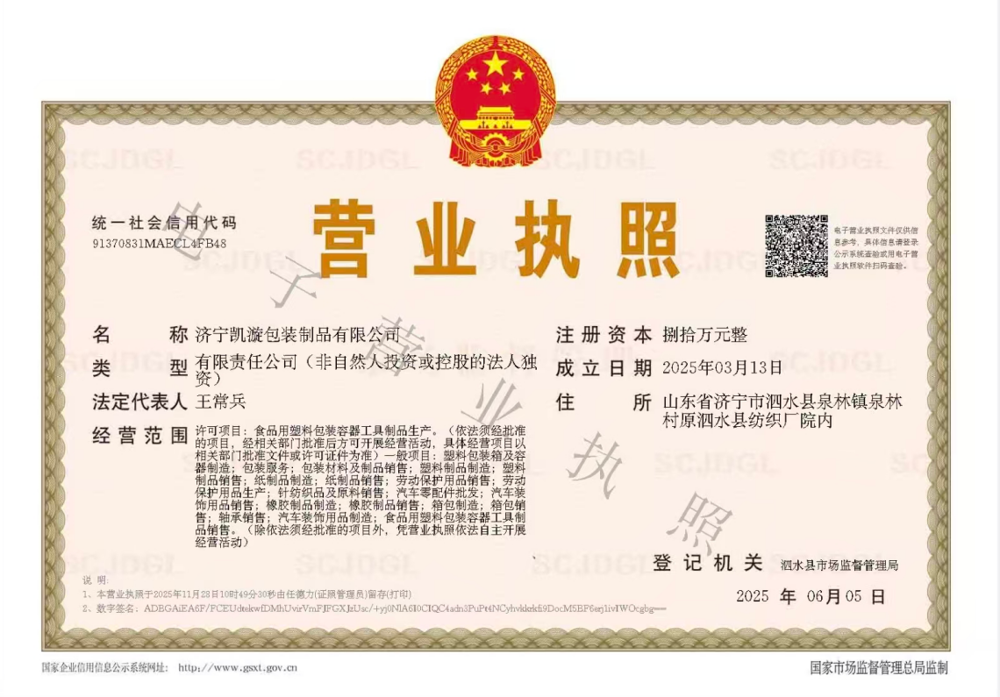 营业执照
统一社会信用代码
91370831MAECL4FB48
电子营业执照文件仅供信
息参考，具体信息请登录
公示系统查验或用电子营
业执照软件扫码查验。
名 称 济宁凯漩包装制品有限公司
类 型 有限责任公司（非自然人投资或控股的法人独
资）
法定代表人 王常兵
经营范围 许可项目：食品用塑料包装容器工具制品生产。（依法须经批准
的项目，经相关部门批准后方可开展经营活动，具体经营项目以
相关部门批准文件或许可证件为准）一般项目：塑料包装箱及容
器制造；包装服务；包装材料及制品销售；塑料制品制造；塑料
制品销售；纸制品制造；纸制品销售；劳动保护用品销售；劳动
保护用品生产；针纺织品及原料销售；汽车零配件批发；汽车装
饰用品销售；橡胶制品制造；橡胶制品销售；箱包制造；箱包销
售；轴承销售；汽车装饰用品制造；食品用塑料包装容器工具制
品销售。（除依法须经批准的项目外，凭营业执照依法自主开展
经营活动）
注册资本 捌拾万元整
成立日期 2025年03月13日
住 所 山东省济宁市泗水县泉林镇泉林
村原泗水县纺织厂院内
电子营业执照
登记机关 泗水县市场监督管理局
2025 年 06月05 日
说 明:
1、本营业执照于2025年11月28日10时49分30秒由任德力(证照管理员)留存(打印)
2、数字签名：
国家企业信用信息公示系统网址： http://www.gsxt.gov.cn
国家市场监督管理总局监制
SCJDGL